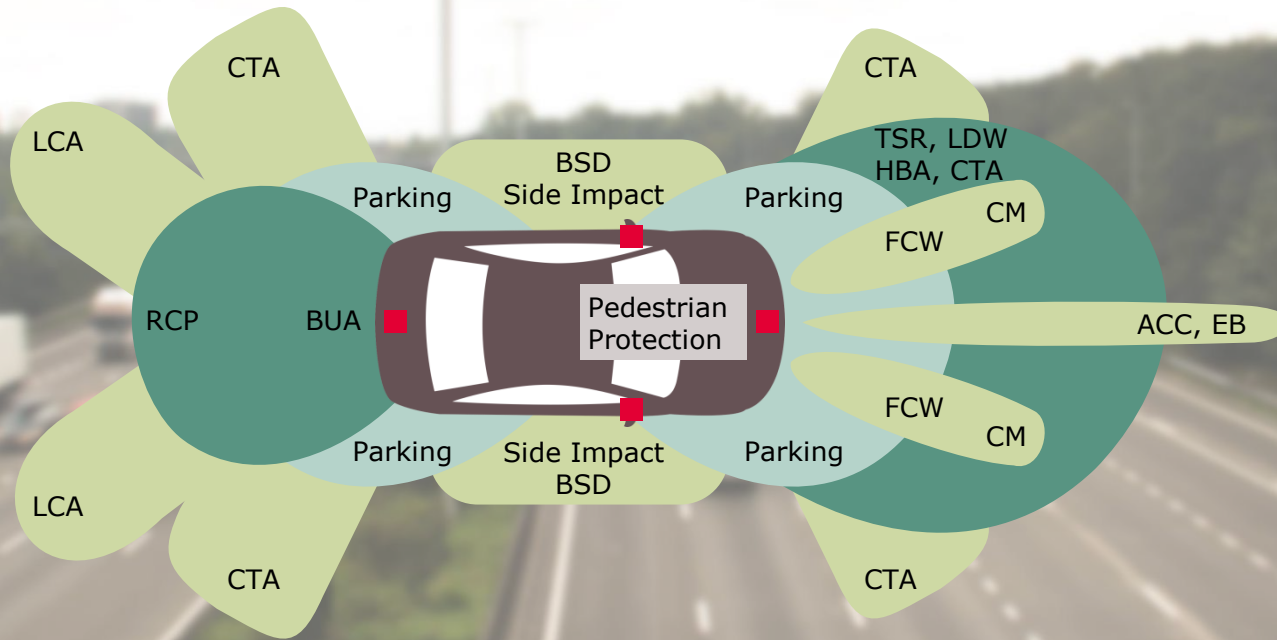 CTA
CTA
LCA
TSR, LDW
HBA, CTA
BSD
Side Impact
Parking
Parking
CM
FCW
RCP
BUA
Pedestrian
Protection
ACC, EB
FCW
CM
Parking
Side Impact
BSD
Parking
LCA
CTA
CTA